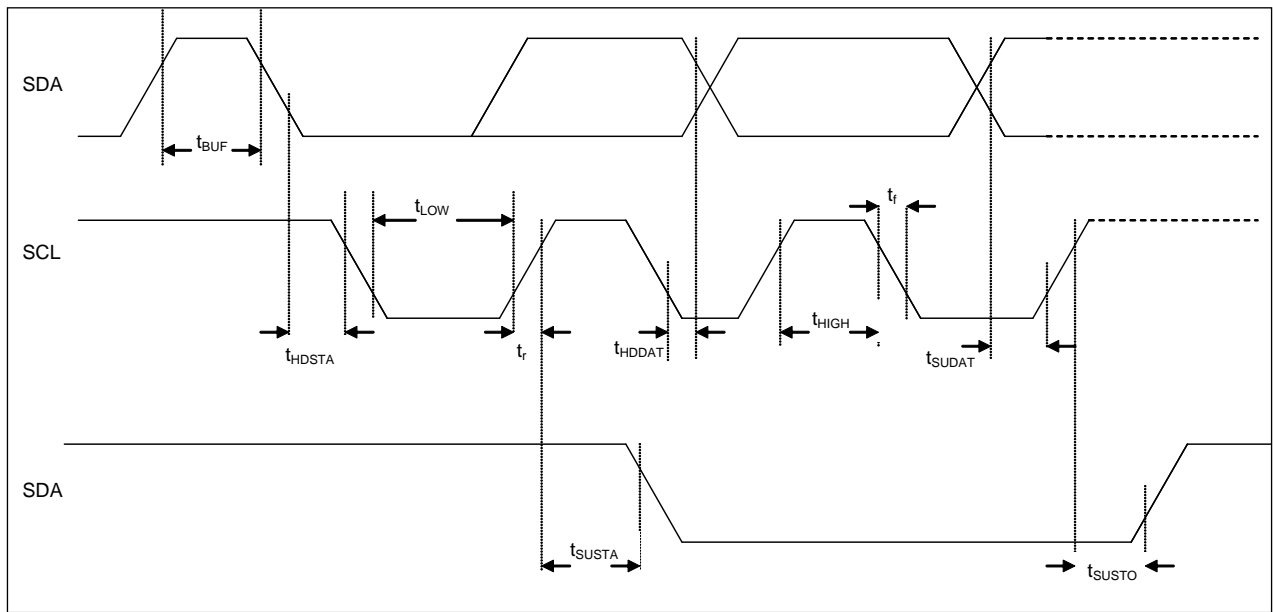 SDA
tBUF
tLOW
tf
SCL
tHDSTA
tr
tHDDAT
tHIGH
tSUDAT
SDA
tSUSTA
tSUSTO